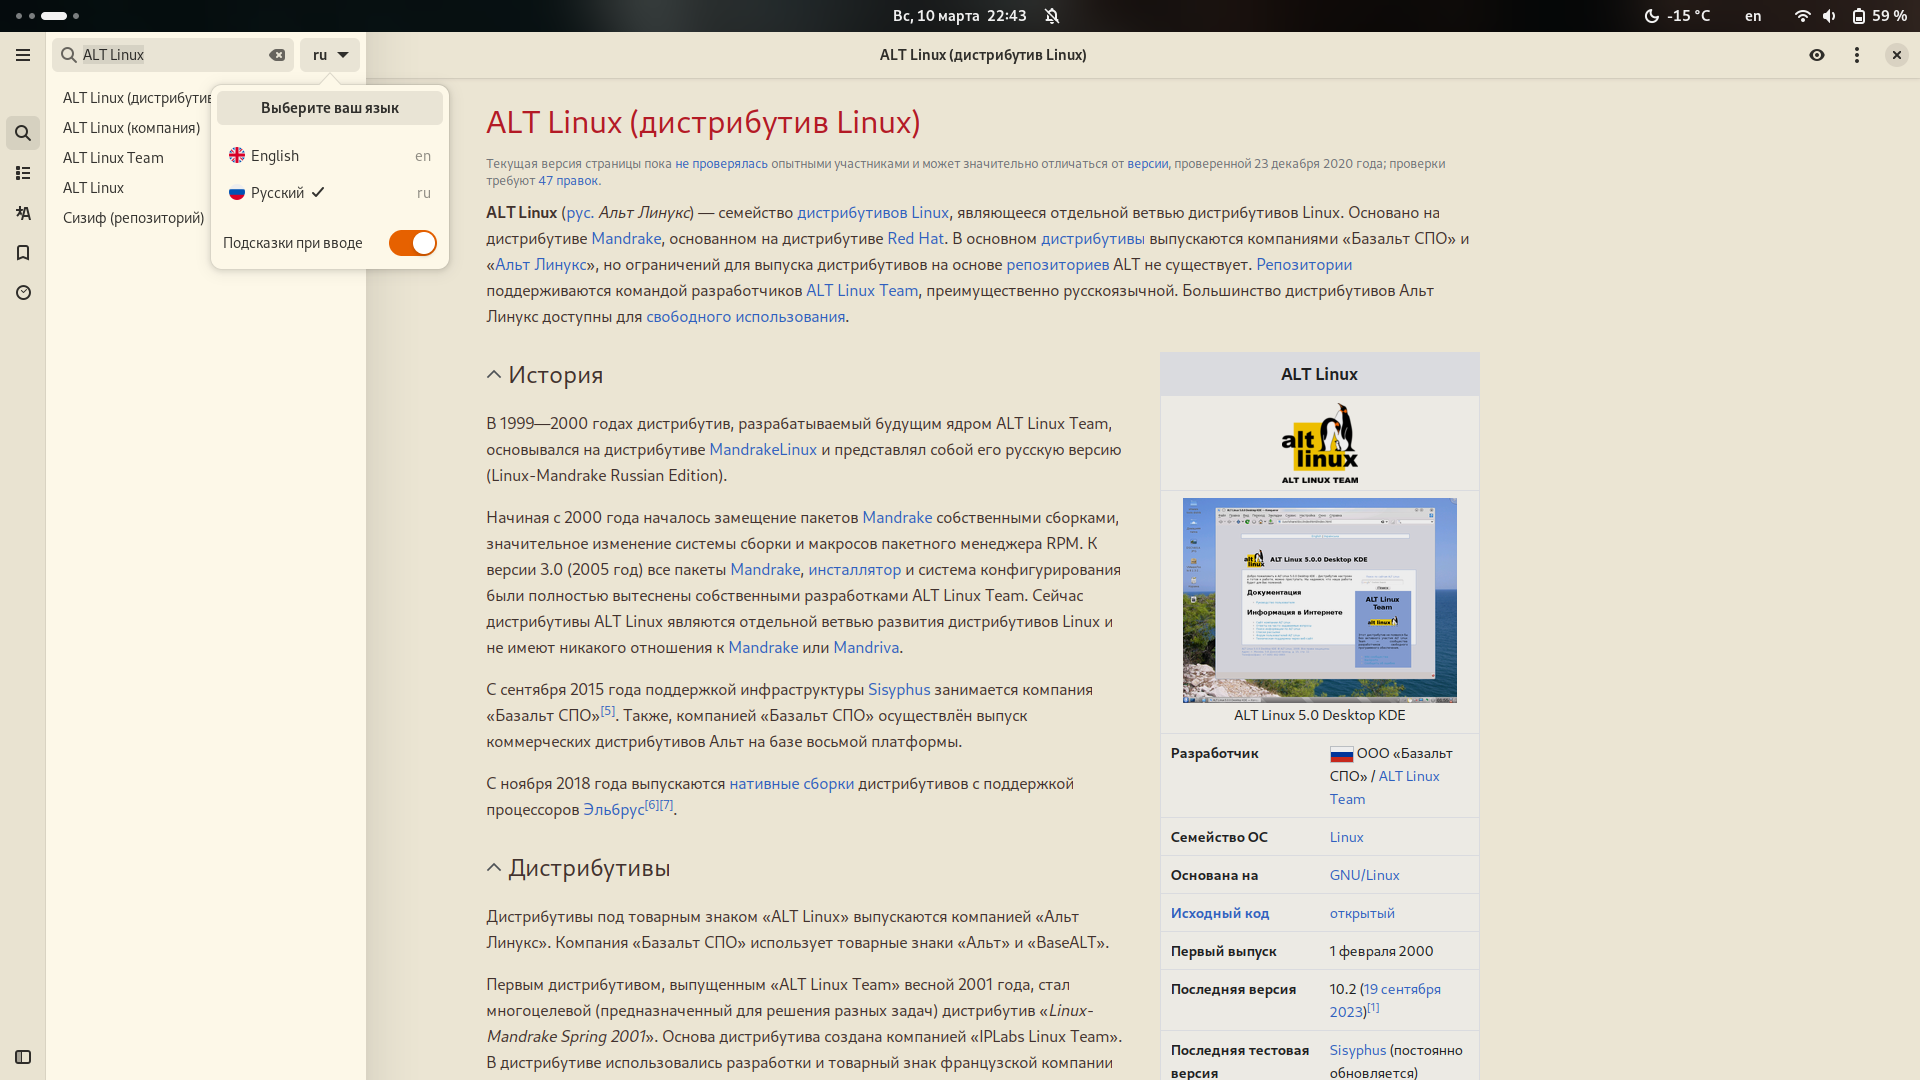 Вс, 10 марта 22:43
-15 °C
en
59 %
ALT Linux
ru
ALT Linux (дистрибутив Linux)
ALT Linux (дистрибутив
ALT Linux (компания)
ALT Linux Team
ALT Linux
Сизиф (репозиторий)
Выберите ваш язык
English en
Русский ru
Подсказки при вводе
ALT Linux (дистрибутив Linux)
Текущая версия страницы пока не проверялась опытными участниками и может значительно отличаться от версии, проверенной 23 декабря 2020 года; проверки
требуют 47 правок.
ALT Linux (рус. Альт Линукс) — семейство дистрибутивов Linux, являющееся отдельной ветвью дистрибутивов Linux. Основано на
дистрибутиве Mandrake, основанном на дистрибутиве Red Hat. В основном дистрибутивы выпускаются компаниями «Базальт СПО» и
«Альт Линукс», но ограничений для выпуска дистрибутивов на основе репозиториев ALT не существует. Репозитории
поддерживаются командой разработчиков ALT Linux Team, преимущественно русскоязычной. Большинство дистрибутивов Альт
Линукс доступны для свободного использования.
История
В 1999—2000 годах дистрибутив, разрабатываемый будущим ядром ALT Linux Team,
основывался на дистрибутиве MandrakeLinux и представлял собой его русскую версию
(Linux-Mandrake Russian Edition).
Начиная с 2000 года началось замещение пакетов Mandrake собственными сборками,
значительное изменение системы сборки и макросов пакетного менеджера RPM. К
версии 3.0 (2005 год) все пакеты Mandrake, инсталлятор и система конфигурирования
были полностью вытеснены собственными разработками ALT Linux Team. Сейчас
дистрибутивы ALT Linux являются отдельной ветвью развития дистрибутивов Linux и
не имеют никакого отношения к Mandrake или Mandriva.
С сентября 2015 года поддержкой инфраструктуры Sisyphus занимается компания
«Базальт СПО»[5]. Также, компанией «Базальт СПО» осуществлён выпуск
коммерческих дистрибутивов Альт на базе восьмой платформы.
С ноября 2018 года выпускаются нативные сборки дистрибутивов с поддержкой
процессоров Эльбрус[6][7].
Дистрибутивы
Дистрибутивы под товарным знаком «ALT Linux» выпускаются компанией «Альт
Линукс». Компания «Базальт СПО» использует товарные знаки «Альт» и «BaseALT».
Первым дистрибутивом, выпущенным «ALT Linux Team» весной 2001 года, стал
многоцелевой (предназначенный для решения разных задач) дистрибутив «Linux-
Mandrake Spring 2001». Основа дистрибутива создана компанией «IPLabs Linux Team».
В дистрибутиве использовались разработки и товарный знак французской компании
ALT Linux
alt
linux
ALT LINUX TEAM
alt
linux
ALT Linux 5.0.0 Desktop KDE
Документация
Информация в Интернете
ALT Linux
Team
alt linux
ALT Linux 5.0 Desktop KDE
Разработчик
ООО «Базальт
СПО» / ALT Linux
Team
Семейство ОС Linux
Основана на GNU/Linux
Исходный код открытый
Первый выпуск 1 февраля 2000
Последняя версия 10.2 (19 сентября
2023)[1]
Последняя тестовая Sisyphus (постоянно
версия обновляется)